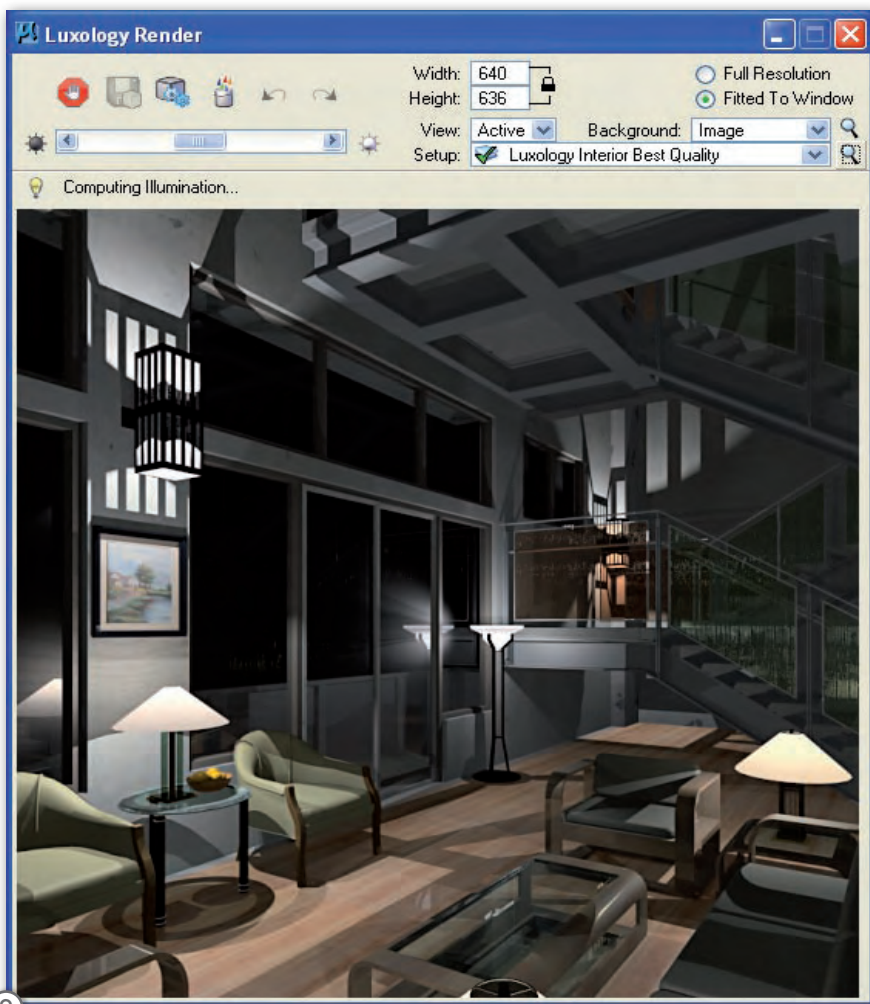 Luxology Render
Width: 640
Height: 636
Full Resolution
Fitted To Window
View: Active Background: Image
Setup: Luxology Interior Best Quality
Computing Illumination...